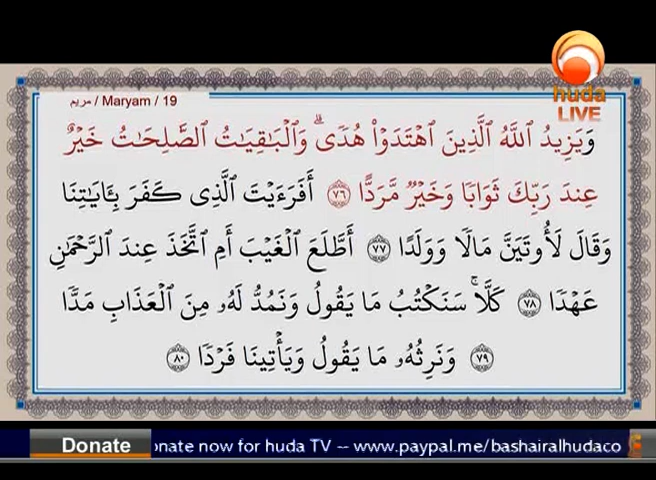 huda
LIVE
مريم / Maryam / 19
وَيَزِيدُ ٱللَّهُ ٱلَّذِينَ ٱهْتَدَوْا۟ هُدًى ۗ وَٱلْبَٰقِيَٰتُ ٱلصَّٰلِحَٰتُ خَيْرٌ
عِندَ رَبِّكَ ثَوَابًا وَخَيْرٌ مَّرَدًّا ٧٦ أَفَرَءَيْتَ ٱلَّذِى كَفَرَ بِـَٔايَٰتِنَا
وَقَالَ لَأُوتَيَنَّ مَالًا وَوَلَدًا ٧٧ أَطَّلَعَ ٱلْغَيْبَ أَمِ ٱتَّخَذَ عِندَ ٱلرَّحْمَٰنِ
عَهْدًا ٧٨ كَلَّا ۚ سَنَكْتُبُ مَا يَقُولُ وَنَمُدُّ لَهُۥ مِنَ ٱلْعَذَابِ مَدًّا
٧٩ وَنَرِثُهُۥ مَا يَقُولُ وَيَأْتِينَا فَرْدًا ٨٠
Donate onate now for huda TV -- www.paypal.me/bashairalhudaco